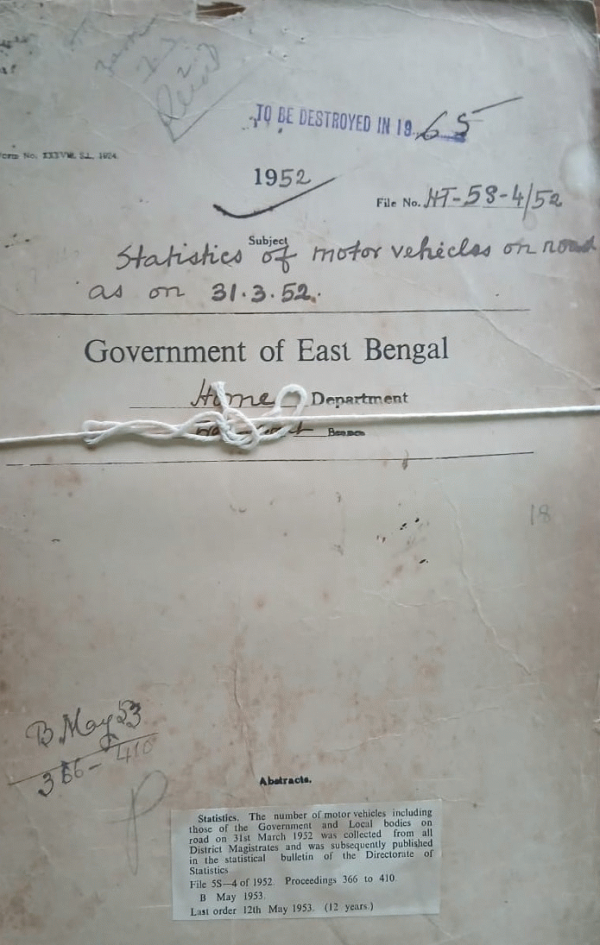 Read
TO BE DESTROYED IN 1965
Form No. XXXVIII, S.L., 1924.
1952
File No. HT-5S-4/52
Subject
Statistics of motor vehicles on road
as on 31.3.52.
Government of East Bengal
Home Department
Branch
18
B May 53
366-410
Abstracts.
Statistics. The number of motor vehicles including
those of the Government and Local bodies on
road on 31st March 1952 was collected from all
District Magistrates and was subsequently published
in the statistical bulletin of the Directorate of
Statistics
File 5S—4 of 1952. Proceedings 366 to 410.
B May 1953.
Last order 12th May 1953. (12 years)